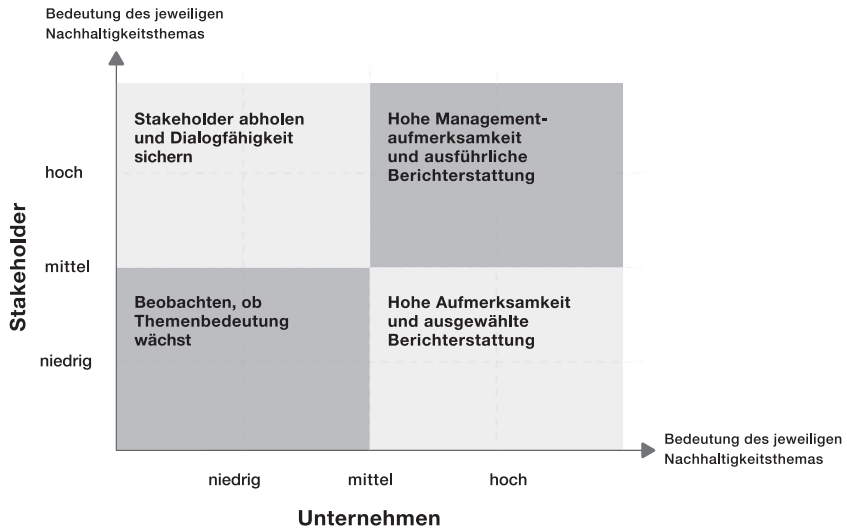 Bedeutung des jeweiligen
Nachhaltigkeitsthemas
Stakeholder abholen
und Dialogfähigkeit
sichern
Hohe Management-
aufmerksamkeit
und ausführliche
Berichterstattung
hoch
Stakeholder
mittel
Beobachten, ob
Themenbedeutung
wächst
Hohe Aufmerksamkeit
und ausgewählte
Berichterstattung
niedrig
Bedeutung des jeweiligen
Nachhaltigkeitsthemas
niedrig
mittel
hoch
Unternehmen